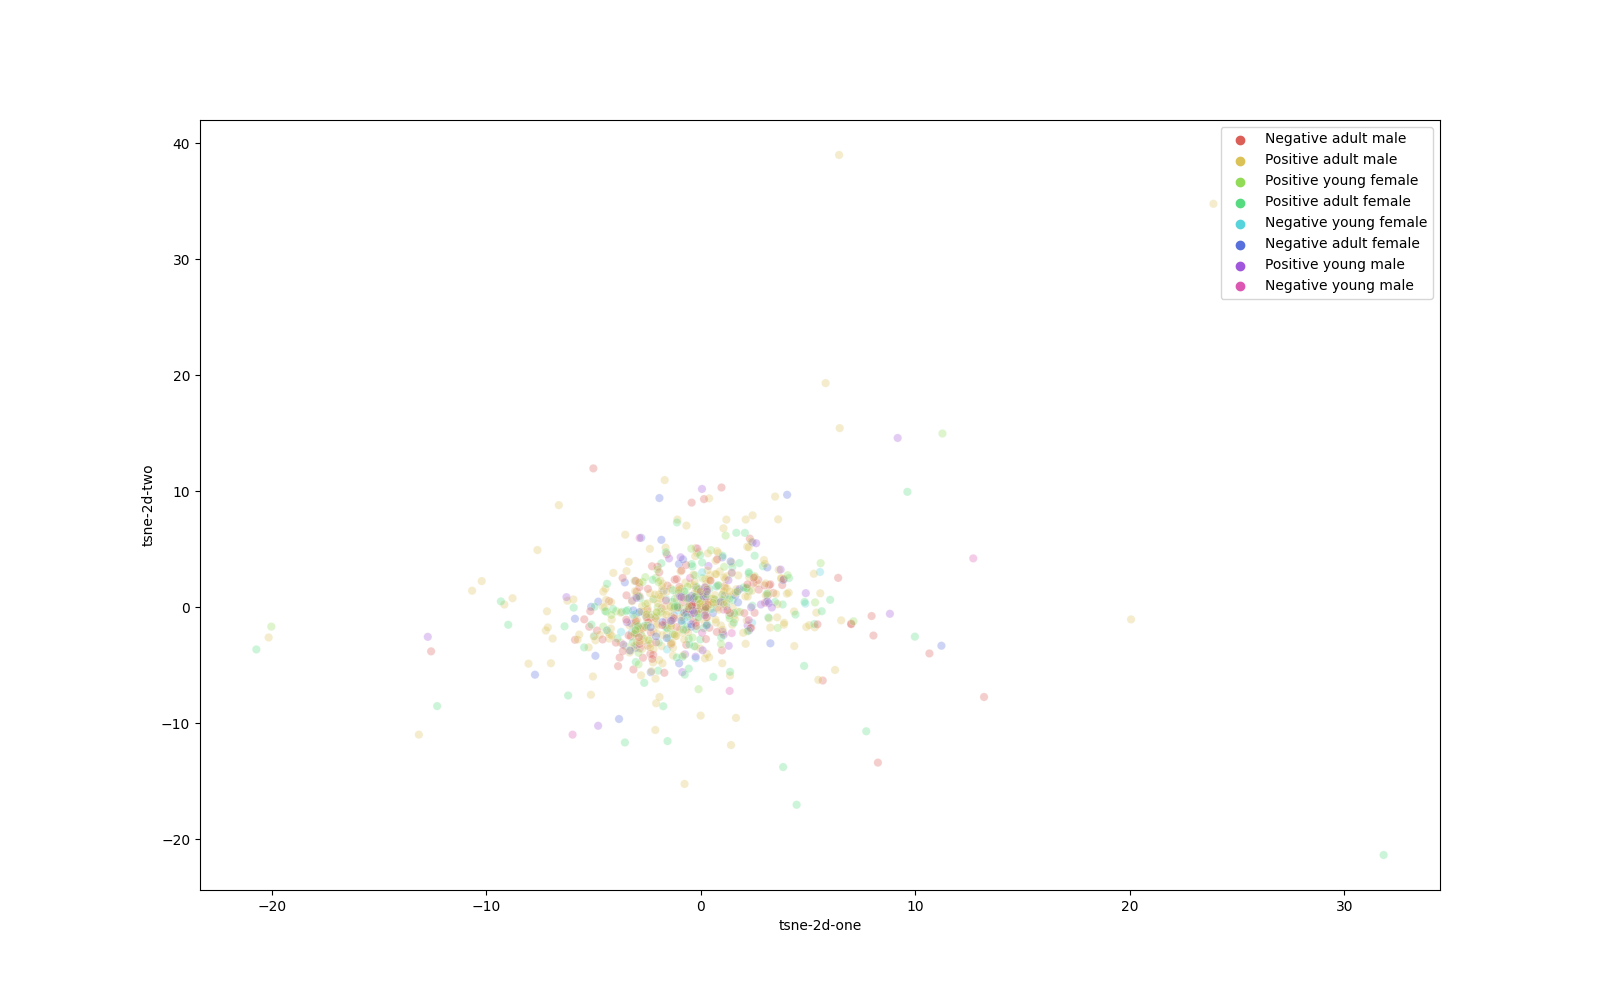 Negative adult male
Positive adult male
Positive young female
Positive adult female
Negative young female
Negative adult female
Positive young male
Negative young male
40
30
20
10
0
−10
−20
tsne-2d-two
−20
−10
0
10
20
30
tsne-2d-one